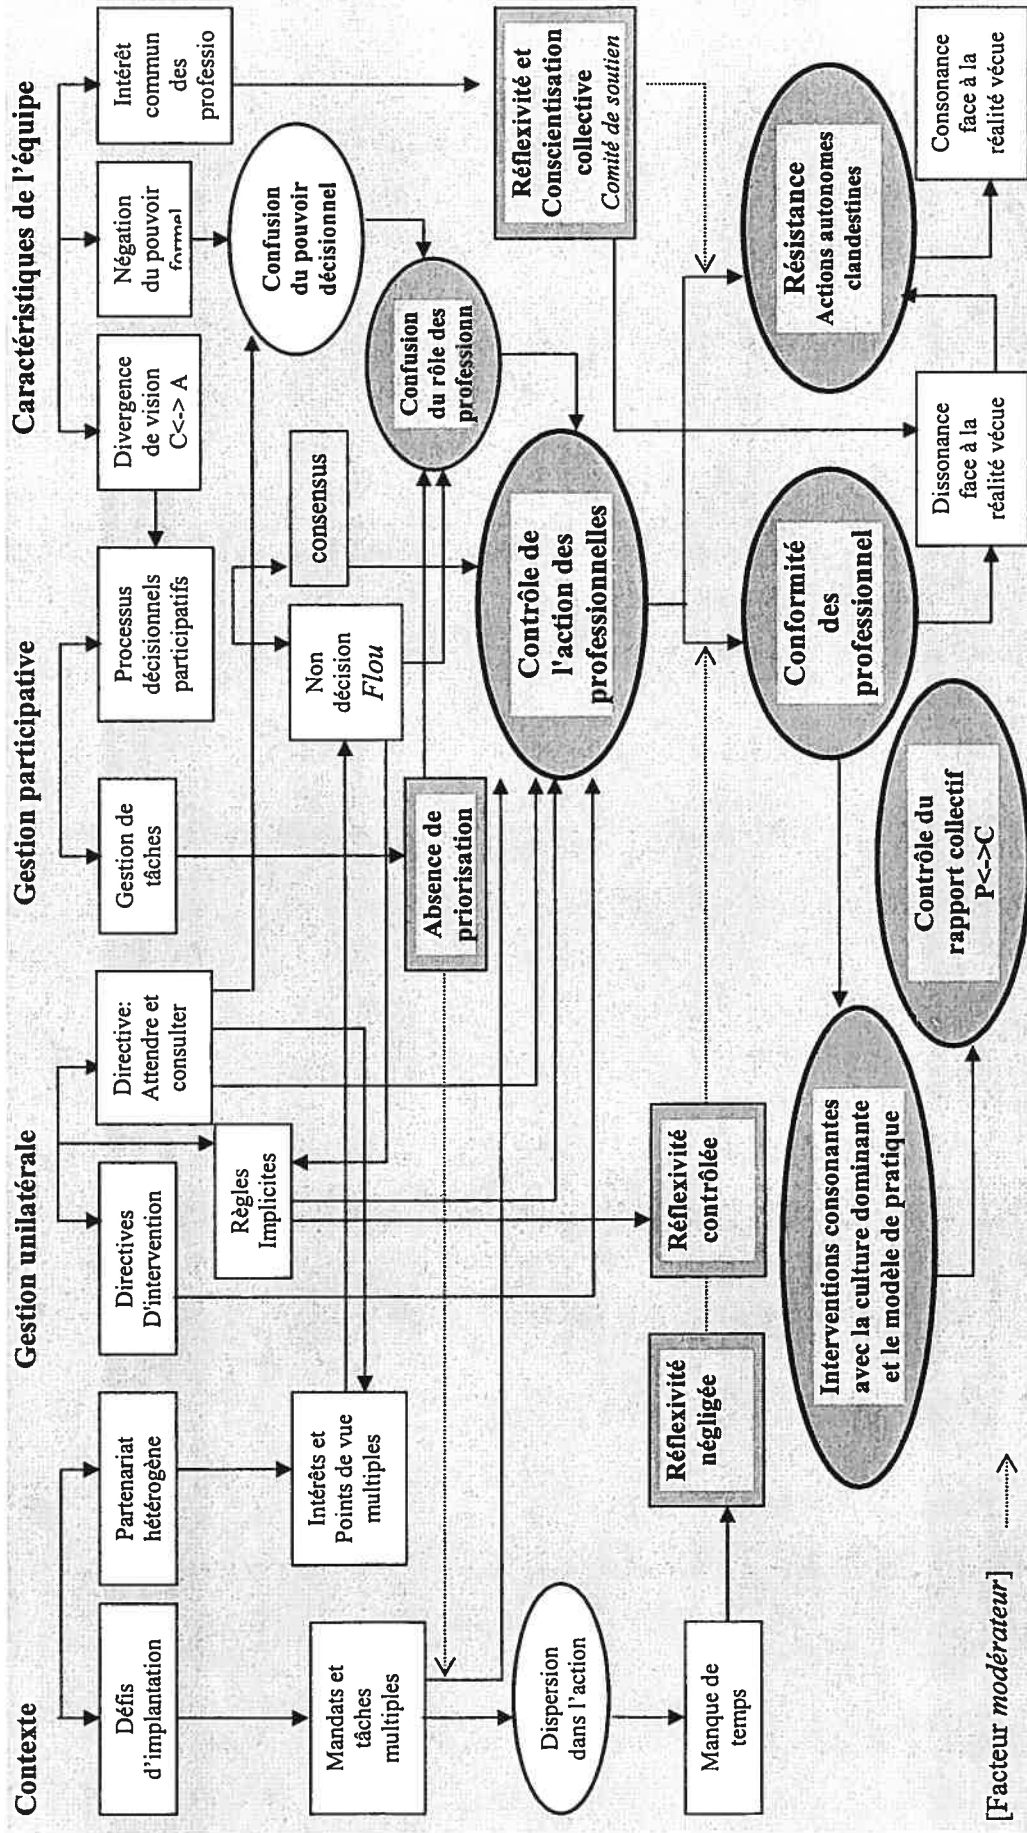 Contexte
Gestion unilatérale
Gestion participative
Caractéristiques de l'équipe
Défis
d'implantation
Partenariat
hétérogène
Directives
D'intervention
Directive:
Attendre et
consulter
Gestion de
tâches
Processus
décisionnels
participatifs
Divergence
de vision
C<-> A
Négation
du pouvoir
formel
Intérêt
commun
des
professio
Règles
Implicites
Confusion
du pouvoir
décisionnel
Mandats et
tâches
multiples
Intérêts et
Points de vue
multiples
Non
décision
Flou
consensus
Absence de
priorisation
Confusion
du rôle des
professionn
Dispersion
dans l'action
Contrôle de
l'action des
professionnelles
Réflexivité et
Conscientisation
collective
Comité de soutien
Manque de
temps
Réflexivité
négligée
Réflexivité
contrôlée
Conformité
des
professionnel
Résistance
Actions autonomes
clandestines
Interventions consonantes
avec la culture dominante
et le modèle de pratique
Contrôle du
rapport collectif
P<->C
Dissonance
face à la
réalité vécue
Consonance
face à la
réalité vécue
[Facteur modérateur]